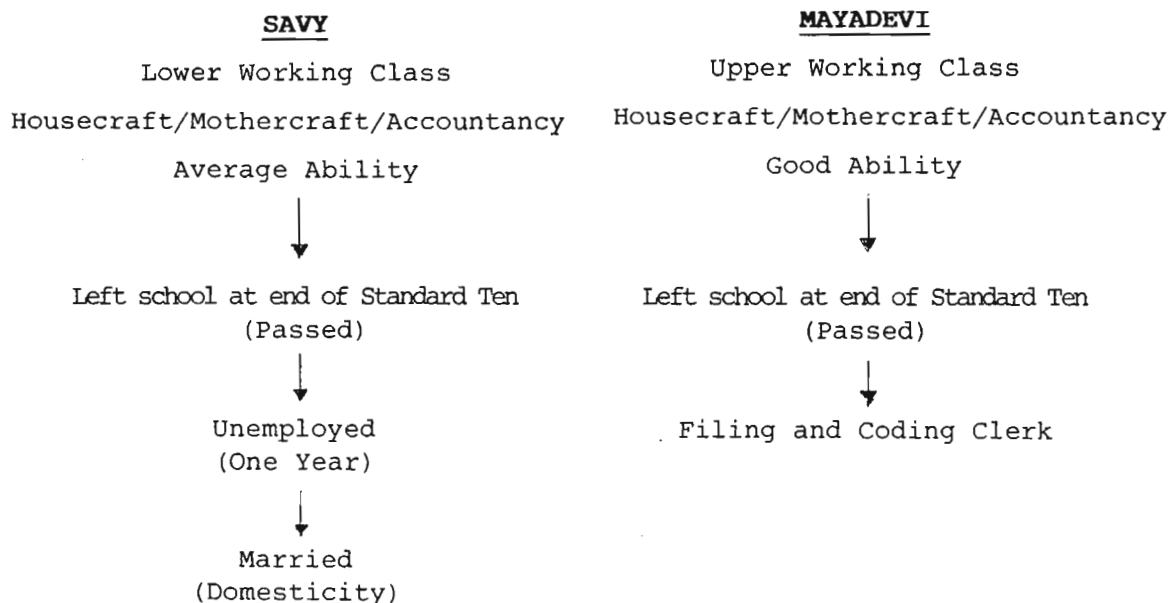 SAVY
Lower Working Class
Housecraft/Mothercraft/Accountancy
Average Ability
Left school at end of Standard Ten
(Passed)
Unemployed
(One Year)
Married
(Domesticity)
MAYADEVI
Upper Working Class
Housecraft/Mothercraft/Accountancy
Good Ability
Left school at end of Standard Ten
(Passed)
Filing and Coding Clerk